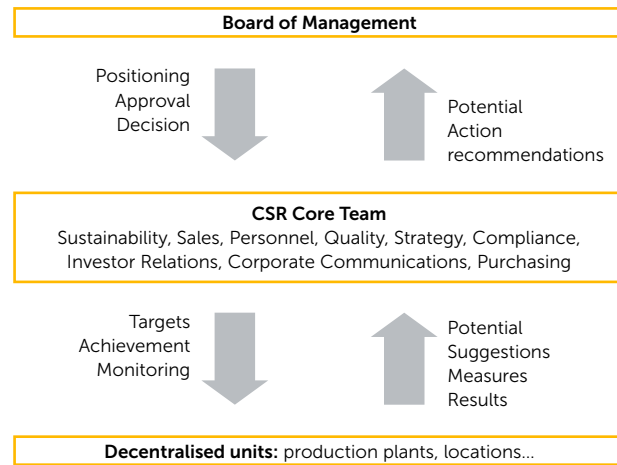 Board of Management
Positioning
Approval
Decision
Potential
Action
recommendations
CSR Core Team
Sustainability, Sales, Personnel, Quality, Strategy, Compliance,
Investor Relations, Corporate Communications, Purchasing
Targets
Achievement
Monitoring
Potential
Suggestions
Measures
Results
Decentralised units: production plants, locations...